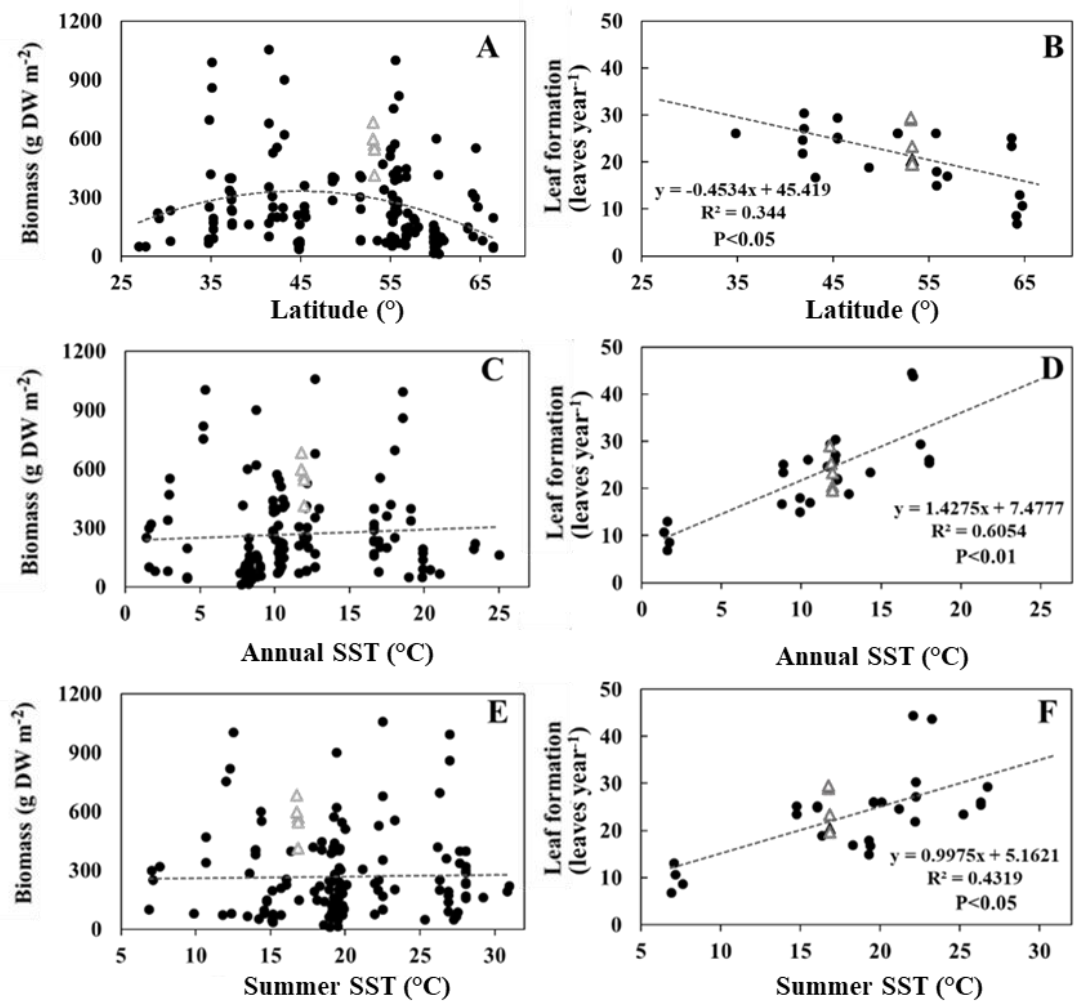 A
Biomass (g DW m-2)
1200
900
600
300
0
25 35 45 55 65
Latitude (°)
B
Leaf formation
(leaves year-1)
50
40
30
20
10
0
y = -0.4534x + 45.419
R² = 0.344
P<0.05
25 35 45 55 65
Latitude (°)
C
Biomass (g DW m-2)
1200
900
600
300
0
0 5 10 15 20 25
Annual SST (°C)
D
Leaf formation
(leaves year-1)
50
40
30
20
10
0
y = 1.4275x + 7.4777
R² = 0.6054
P<0.01
0 5 10 15 20 25
Annual SST (°C)
E
Biomass (g DW m-2)
1200
900
600
300
0
5 10 15 20 25 30
Summer SST (°C)
F
Leaf formation
(leaves year-1)
50
40
30
20
10
0
y = 0.9975x + 5.1621
R² = 0.4319
P<0.05
5 10 15 20 25 30
Summer SST (°C)